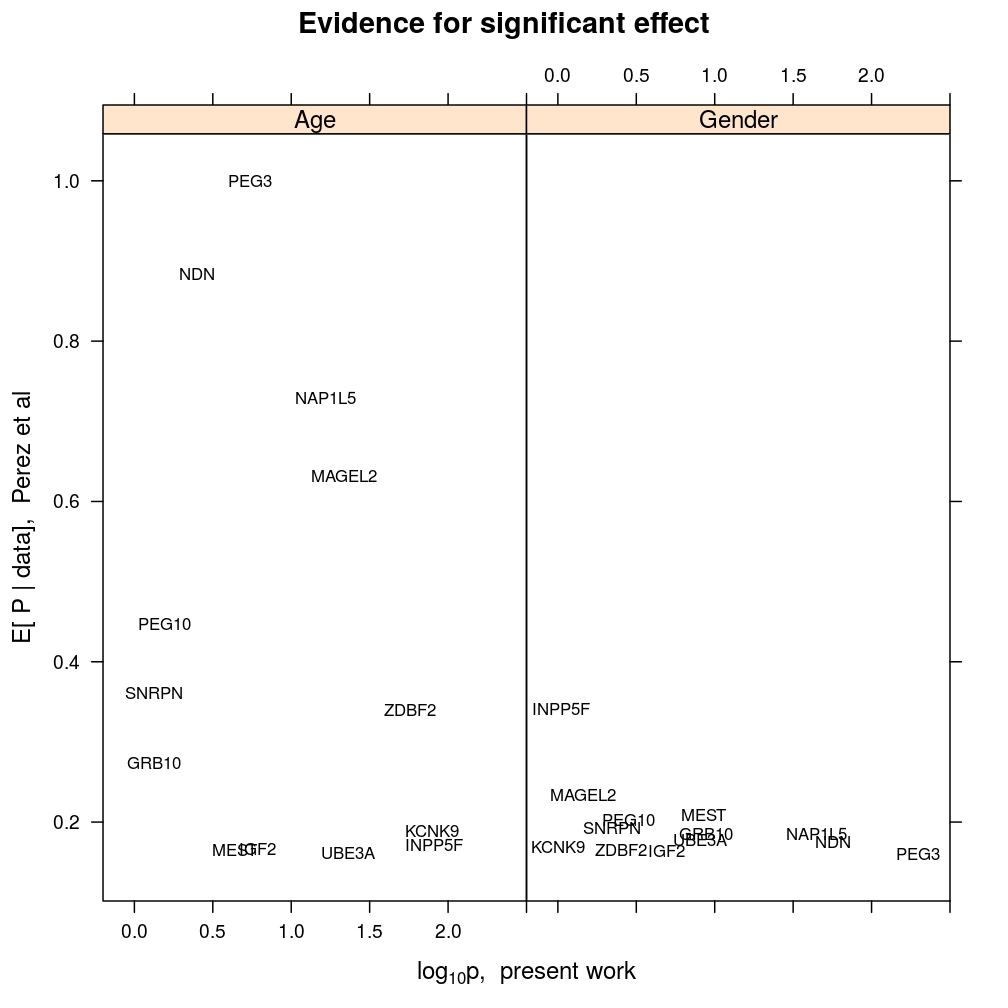 Evidence for significant effect
0.0 0.5 1.0 1.5 2.0
Age Gender
1.0
PEG3
NDN
0.8
NAP1L5
MAGEL2
0.6
PEG10
0.4
SNRPN
ZDBF2
INPP5F
GRB10
MAGEL2
0.2
MEST
PEG10
SNRPN
KCNK9
GRB10
NAP1L5
UBE3A
NDN
INPP5F
KCNK9
MEST
IGF2
ZDBF2
IGF2
UBE3A
PEG3
0.0 0.5 1.0 1.5 2.0
log10p, present work
E[ P | data], Perez et al